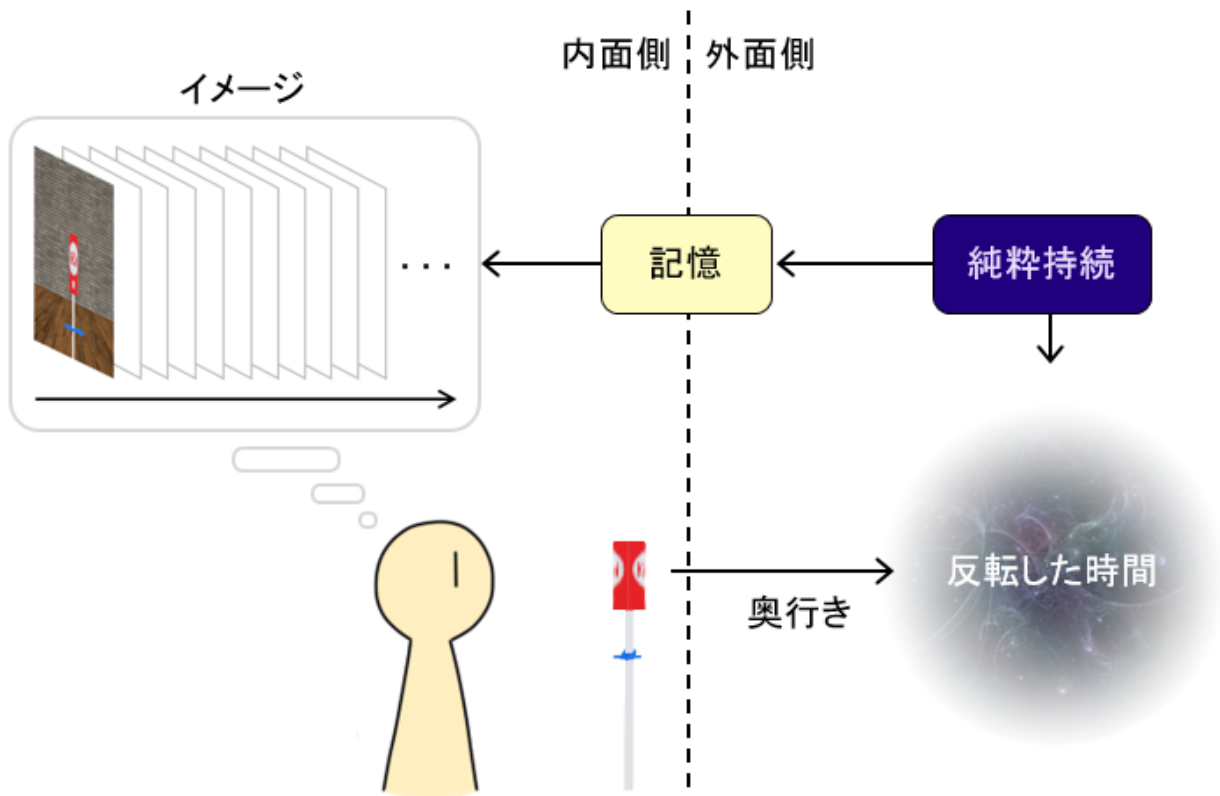 内面側
外面側
イメージ
・・・
記憶
純粋持続
反転した時間
奥行き